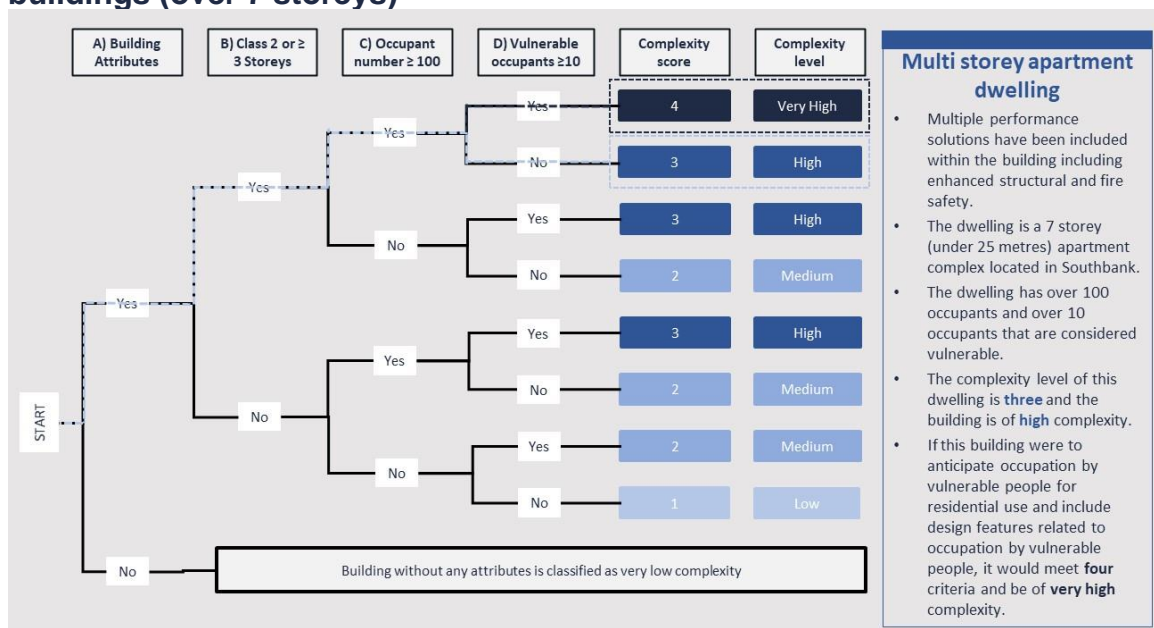 buildings (over 7 storeys)
A) Building
Attributes
B) Class 2 or ≥
3 Storeys
C) Occupant
number ≥ 100
D) Vulnerable
occupants ≥10
Complexity
score
Complexity
level
Yes
4
Very High
Yes
No
3
High
Yes
Yes
3
High
No
No
2
Medium
Yes
Yes
3
High
Yes
No
2
Medium
START
No
Yes
2
Medium
No
No
1
Low
No
Building without any attributes is classified as very low complexity
Multi storey apartment
dwelling
• Multiple performance
solutions have been included
within the building including
enhanced structural and fire
safety.
• The dwelling is a 7 storey
(under 25 metres) apartment
complex located in Southbank.
• The dwelling has over 100
occupants and over 10
occupants that are considered
vulnerable.
• The complexity level of this
dwelling is three and the
building is of high complexity.
• If this building were to
anticipate occupation by
vulnerable people for
residential use and include
design features related to
occupation by vulnerable
people, it would meet four
criteria and be of very high
complexity.